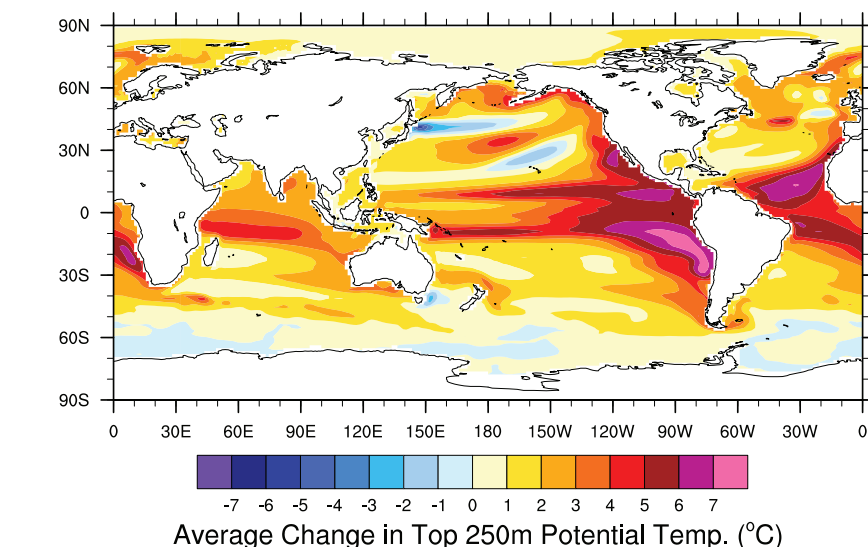 90N
60N
30N
0
30S
60S
90S
0 30E 60E 90E 120E 150E 180 150W 120W 90W 60W 30W 0
-7 -6 -5 -4 -3 -2 -1 0 1 2 3 4 5 6 7
Average Change in Top 250m Potential Temp. (°C)